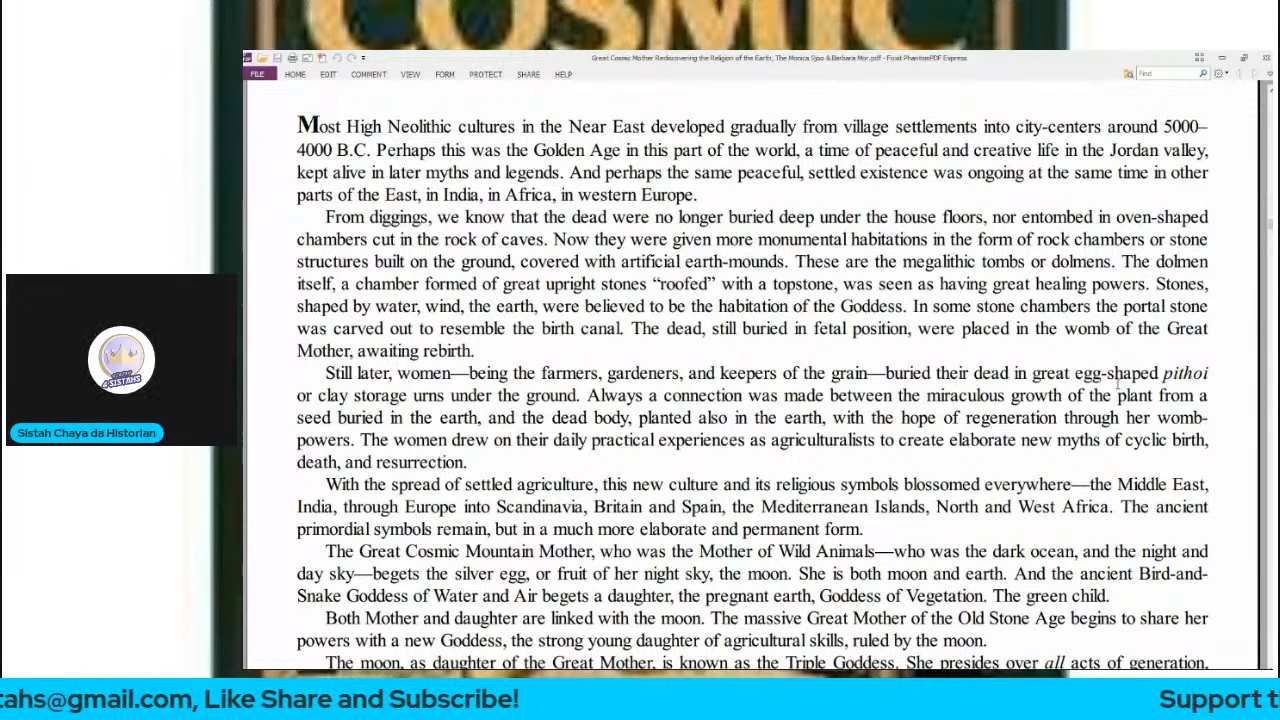 COSMIC
Great Cosmic Mother Rediscovering the Religion of the Earth, The Monica Sjoo & Barbara Mor.pdf - Foxit PhantomPDF Express
FILE HOME EDIT COMMENT VIEW FORM PROTECT SHARE HELP
Find
Most High Neolithic cultures in the Near East developed gradually from village settlements into city-centers around 5000–
4000 B.C. Perhaps this was the Golden Age in this part of the world, a time of peaceful and creative life in the Jordan valley,
kept alive in later myths and legends. And perhaps the same peaceful, settled existence was ongoing at the same time in other
parts of the East, in India, in Africa, in western Europe.
From diggings, we know that the dead were no longer buried deep under the house floors, nor entombed in oven-shaped
chambers cut in the rock of caves. Now they were given more monumental habitations in the form of rock chambers or stone
structures built on the ground, covered with artificial earth-mounds. These are the megalithic tombs or dolmens. The dolmen
itself, a chamber formed of great upright stones “roofed” with a topstone, was seen as having great healing powers. Stones,
shaped by water, wind, the earth, were believed to be the habitation of the Goddess. In some stone chambers the portal stone
was carved out to resemble the birth canal. The dead, still buried in fetal position, were placed in the womb of the Great
Mother, awaiting rebirth.
Still later, women—being the farmers, gardeners, and keepers of the grain—buried their dead in great egg-shaped pithoi
or clay storage urns under the ground. Always a connection was made between the miraculous growth of the plant from a
seed buried in the earth, and the dead body, planted also in the earth, with the hope of regeneration through her womb-
powers. The women drew on their daily practical experiences as agriculturalists to create elaborate new myths of cyclic birth,
death, and resurrection.
With the spread of settled agriculture, this new culture and its religious symbols blossomed everywhere—the Middle East,
India, through Europe into Scandinavia, Britain and Spain, the Mediterranean Islands, North and West Africa. The ancient
primordial symbols remain, but in a much more elaborate and permanent form.
The Great Cosmic Mountain Mother, who was the Mother of Wild Animals—who was the dark ocean, and the night and
day sky—begets the silver egg, or fruit of her night sky, the moon. She is both moon and earth. And the ancient Bird-and-
Snake Goddess of Water and Air begets a daughter, the pregnant earth, Goddess of Vegetation. The green child.
Both Mother and daughter are linked with the moon. The massive Great Mother of the Old Stone Age begins to share her
powers with a new Goddess, the strong young daughter of agricultural skills, ruled by the moon.
The moon, as daughter of the Great Mother, is known as the Triple Goddess. She presides over all acts of generation,
4SISTAHS
Sistah Chaya da Historian
tahs@gmail.com, Like Share and Subscribe! Support t